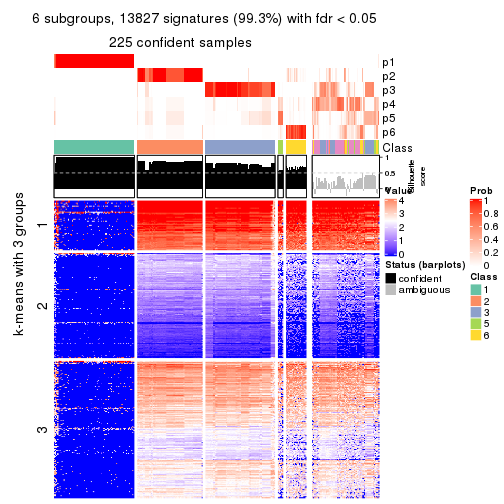 6 subgroups, 13827 signatures (99.3%) with fdr < 0.05
225 confident samples
p1
p2
p3
p4
p5
p6
Class
1
0.5
0
Silhouette
score
k-means with 3 groups
1
2
3
Value
4
3
2
1
0
Status (barplots)
confident
ambiguous
Prob
1
0.8
0.6
0.4
0.2
0
Class
1
2
3
5
6